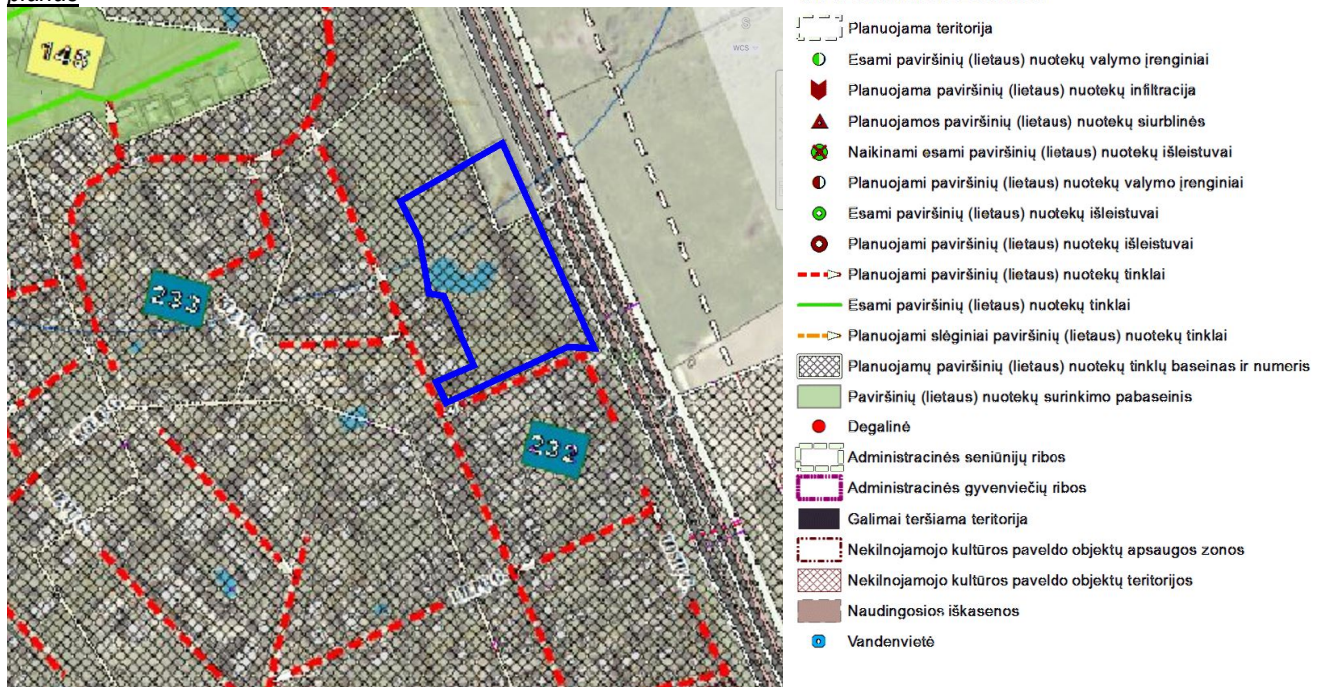 planas
148
S
WCS
233
232
Planuojama teritorija
Esami paviršinių (lietaus) nuotekų valymo įrenginiai
Planuojama paviršinių (lietaus) nuotekų infiltracija
Planuojamos paviršinių (lietaus) nuotekų siurblinės
Naikinami esami paviršinių (lietaus) nuotekų išleistuvai
Planuojami paviršinių (lietaus) nuotekų valymo įrenginiai
Esami paviršinių (lietaus) nuotekų išleistuvai
Planuojami paviršinių (lietaus) nuotekų išleistuvai
Planuojami paviršinių (lietaus) nuotekų tinklai
Esami paviršinių (lietaus) nuotekų tinklai
Planuojami slėginiai paviršinių (lietaus) nuotekų tinklai
Planuojamų paviršinių (lietaus) nuotekų tinklų baseinas ir numeris
Paviršinių (lietaus) nuotekų surinkimo pabaseinis
Degalinė
Administracinės seniūnijų ribos
Administracinės gyvenviečių ribos
Galimai teršiama teritorija
Nekilnojamojo kultūros paveldo objektų apsaugos zonos
Nekilnojamojo kultūros paveldo objektų teritorijos
Naudingosios iškasenos
Vandenvietė